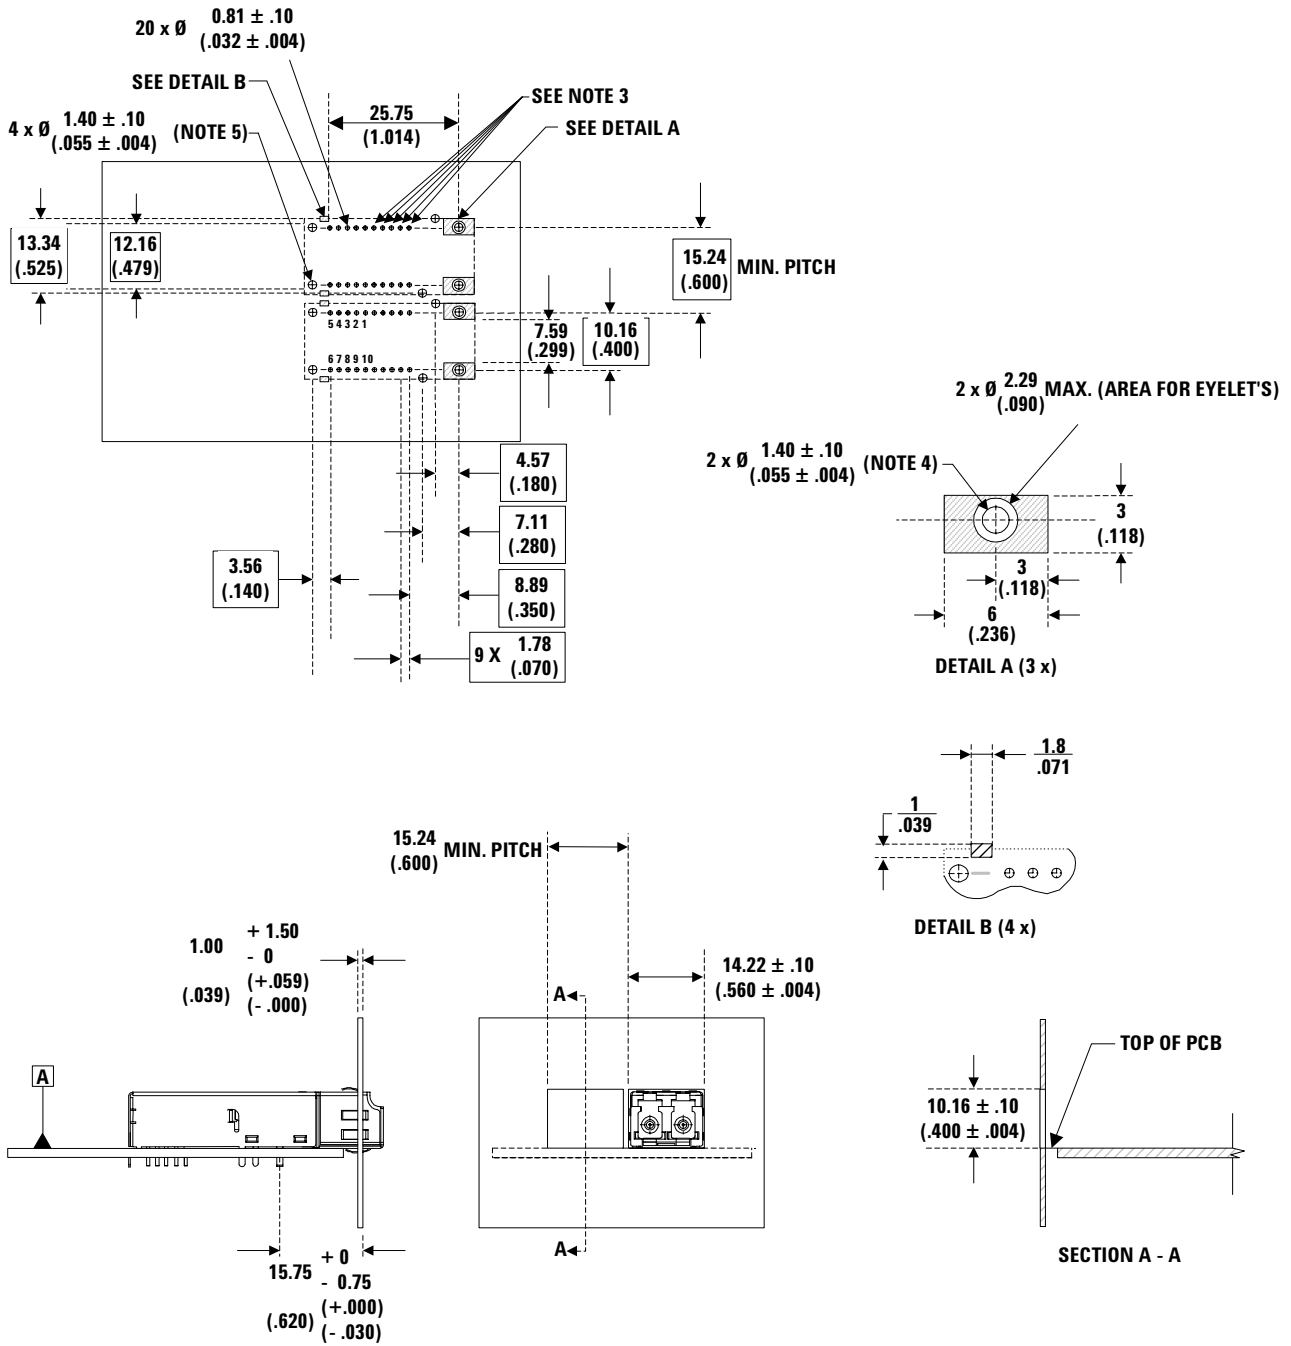 20 x Ø 0.81 ± .10
(.032 ± .004)
SEE DETAIL B
4 x Ø 1.40 ± .10
(.055 ± .004)
(NOTE 5)
25.75
(1.014)
SEE NOTE 3
SEE DETAIL A
13.34
(.525)
12.16
(.479)
15.24
(.600)
MIN. PITCH
5 4 3 2 1
6 7 8 9 10
7.59
(.299)
10.16
(.400)
4.57
(.180)
7.11
(.280)
3.56
(.140)
8.89
(.350)
9 X 1.78
(.070)
2 x Ø 2.29 MAX. (AREA FOR EYELET'S)
(.090)
2 x Ø 1.40 ± .10 (NOTE 4)
(.055 ± .004)
3
(.118)
3
(.118)
6
(.236)
DETAIL A (3 x)
1.8
.071
1
.039
DETAIL B (4 x)
15.24
(.600)
MIN. PITCH
1.00 + 1.50
- 0
(.039) (+.059)
(- .000)
14.22 ± .10
(.560 ± .004)
A
A
A
TOP OF PCB
10.16 ± .10
(.400 ± .004)
SECTION A - A
15.75 + 0
- 0.75
(.620) (+.000)
(- .030)